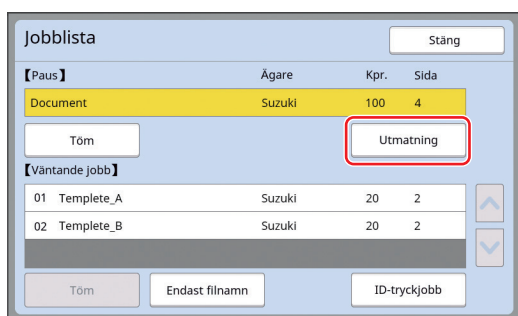 Jobblista Stäng
【Paus】 Ägare Kpr. Sida
Document Suzuki 100 4
Töm Utmatning
【Väntande jobb】
01 Templete_A Suzuki 20 2
02 Templete_B Suzuki 20 2
Töm Endast filnamn ID-tryckjobb